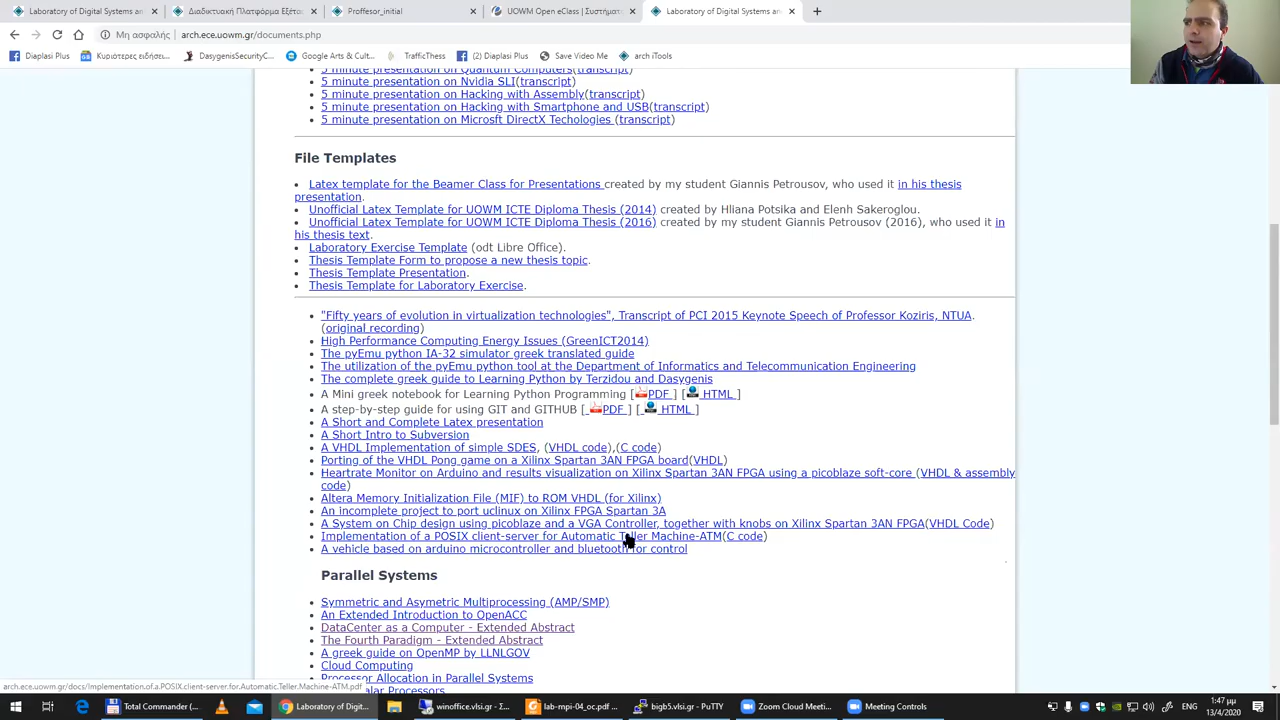 Laboratory of Digital Systems an
Διαδικτυακή Πλατφόρμα Εξέτασ
Profesor_initial
UOWM Open eClass | Συστήματ
Laboratory of Digital Systems an
Μη ασφαλής
arch.ece.uowm.gr/documents.php
Diaplasi Plus
Κυριότερες ειδήσει...
DasygenisSecurityC...
Google Arts & Cult...
TrafficThess
(2) Diaplasi Plus
Save Video Me
arch iTools
5 minute presentation on Quantum Computers(transcript)
5 minute presentation on Nvidia SLI(transcript)
5 minute presentation on Hacking with Assembly(transcript)
5 minute presentation on Hacking with Smartphone and USB(transcript)
5 minute presentation on Microsft DirectX Techologies (transcript)
File Templates
Latex template for the Beamer Class for Presentations created by my student Giannis Petrousov, who used it in his thesis
presentation.
Unofficial Latex Template for UOWM ICTE Diploma Thesis (2014) created by Hliana Potsika and Elenh Sakeroglou.
Unofficial Latex Template for UOWM ICTE Diploma Thesis (2016) created by my student Giannis Petrousov (2016), who used it in
his thesis text.
Laboratory Exercise Template (odt Libre Office).
Thesis Template Form to propose a new thesis topic.
Thesis Template Presentation.
Thesis Template for Laboratory Exercise.
"Fifty years of evolution in virtualization technologies", Transcript of PCI 2015 Keynote Speech of Professor Koziris, NTUA.
(original recording)
High Performance Computing Energy Issues (GreenICT2014)
The pyEmu python IA-32 simulator greek translated guide
The utilization of the pyEmu python tool at the Department of Informatics and Telecommunication Engineering
The complete greek guide to Learning Python by Terzidou and Dasygenis
A Mini greek notebook for Learning Python Programming [ PDF ] [ HTML ]
A step-by-step guide for using GIT and GITHUB [ PDF ] [ HTML ]
A Short and Complete Latex presentation
A Short Intro to Subversion
A VHDL Implementation of simple SDES, (VHDL code),(C code)
Porting of the VHDL Pong game on a Xilinx Spartan 3AN FPGA board(VHDL)
Heartrate Monitor on Arduino and results visualization on Xilinx Spartan 3AN FPGA using a picoblaze soft-core (VHDL & assembly
code)
Altera Memory Initialization File (MIF) to ROM VHDL (for Xilinx)
An incomplete project to port uclinux on Xilinx FPGA Spartan 3A
A System on Chip design using picoblaze and a VGA Controller, together with knobs on Xilinx Spartan 3AN FPGA(VHDL Code)
Implementation of a POSIX client-server for Automatic Teller Machine-ATM(C code)
A vehicle based on arduino microcontroller and bluetooth for control
Parallel Systems
Symmetric and Asymetric Multiprocessing (AMP/SMP)
An Extended Introduction to OpenACC
DataCenter as a Computer - Extended Abstract
The Fourth Paradigm - Extended Abstract
A greek guide on OpenMP by LLNLGOV
Cloud Computing
Processor Allocation in Parallel Systems
alar Processors
arch.ece.uowm.gr/docs/Implementation.of.a.POSIX.client-server.for.Automatic.Teller.Machine-ATM.pdf
Total Commander (...
Laboratory of Digit...
winoffice.vlsi.gr - Σ...
lab-mpi-04_oc.pdf ...
bigb5.vlsi.gr - PuTTY
Zoom Cloud Meeti...
Meeting Controls
1:47 μμ
13/4/2020